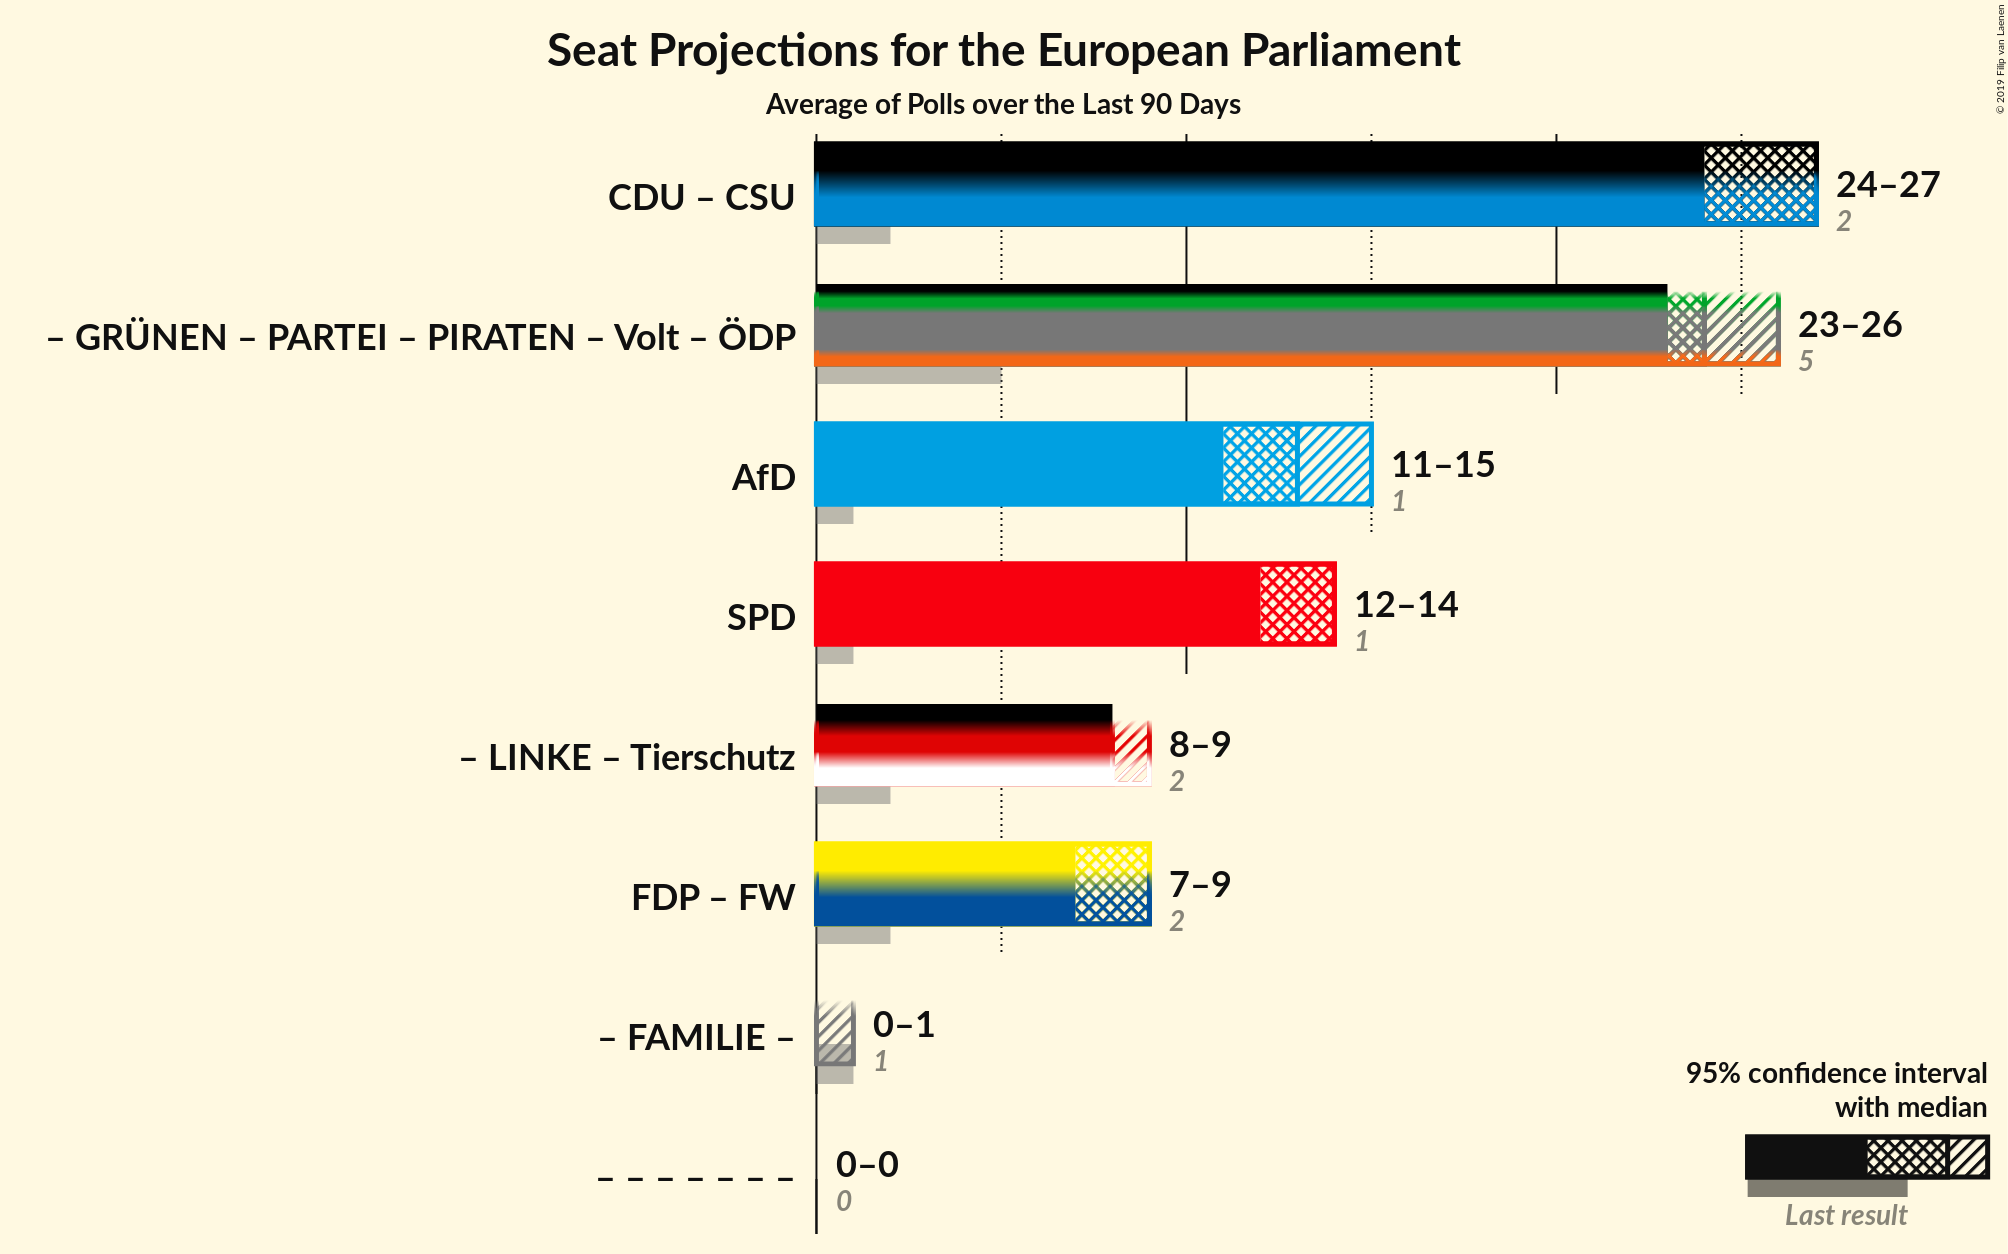 Seat Projections for the European Parliament
Average of Polls over the Last 90 Days
© 2019 Filip van Laenen
CDU – CSU
24–27
2
– GRÜNEN – PARTEI – PIRATEN – Volt – ÖDP
23–26
5
AfD
11–15
1
SPD
12–14
1
– LINKE – Tierschutz
8–9
2
FDP – FW
7–9
2
– FAMILIE –
0–1
1
– – – – – – –
0–0
0
95% confidence interval
with median
Last result